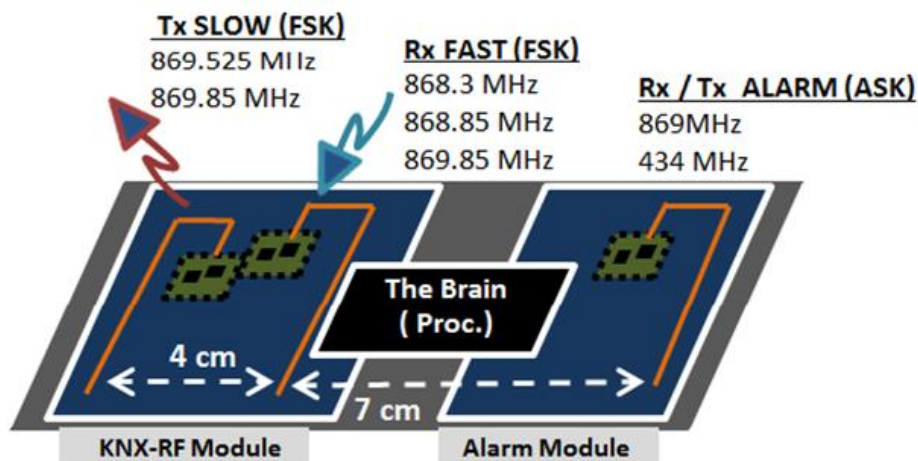 Tx SLOW (FSK)
869.525 MHz
869.85 MHz
Rx FAST (FSK)
868.3 MHz
868.85 MHz
869.85 MHz
Rx / Tx ALARM (ASK)
869MHz
434 MHz
The Brain
( Proc.)
4 cm
7 cm
KNX-RF Module
Alarm Module